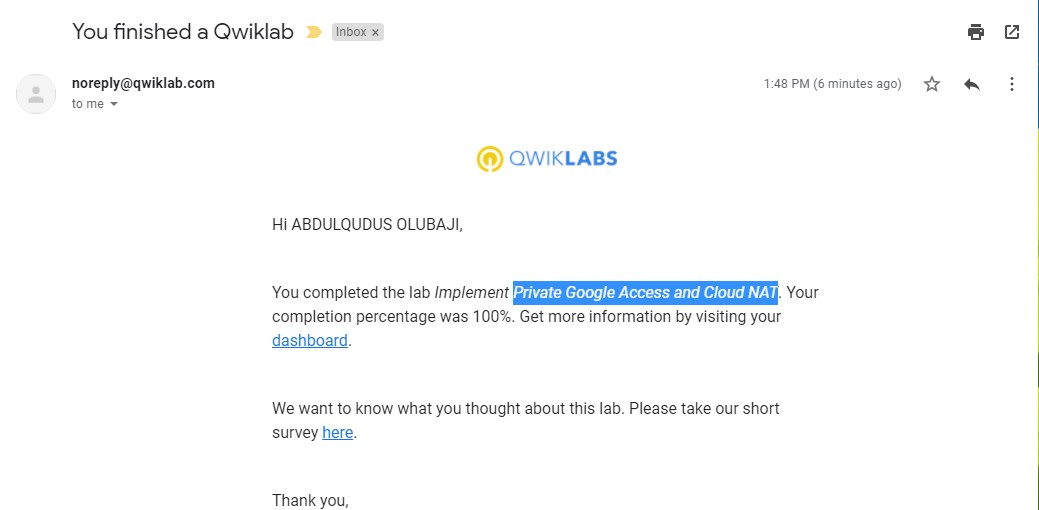 You finished a Qwiklab
Inbox ×
noreply@qwiklab.com
1:48 PM (6 minutes ago)
to me
QWIKLABS
Hi ABDULQUDUS OLUBAJI,
You completed the lab Implement Private Google Access and Cloud NAT. Your
completion percentage was 100%. Get more information by visiting your
dashboard.
We want to know what you thought about this lab. Please take our short
survey here.
Thank you,